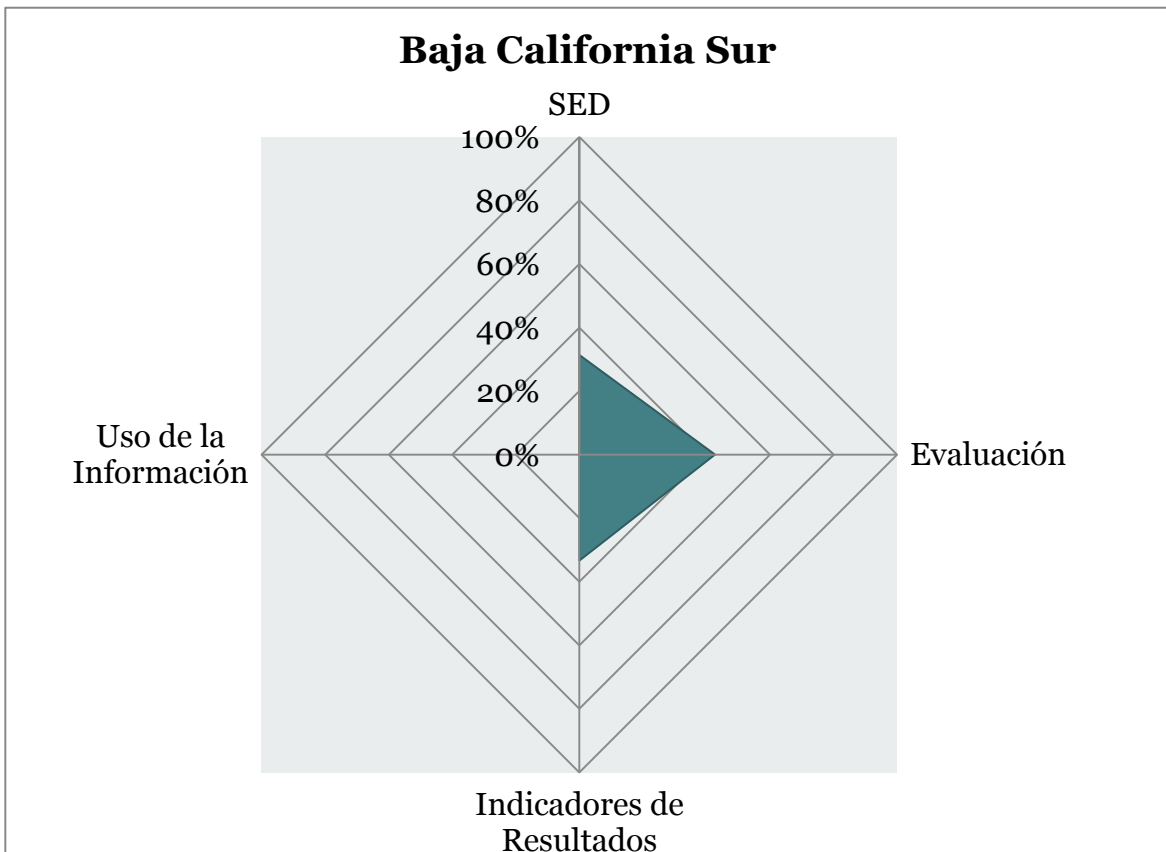 Baja California Sur
SED
100%
80%
60%
40%
20%
0%
Uso de la
Información
Evaluación
Indicadores de
Resultados